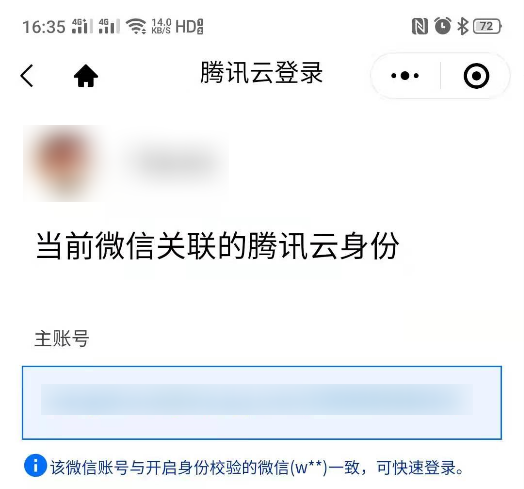 16:35 4G+ 4G 14.0 KB/S HD 72
腾讯云登录
当前微信关联的腾讯云身份
主账号
该微信账号与开启身份校验的微信(w**)一致，可快速登录。